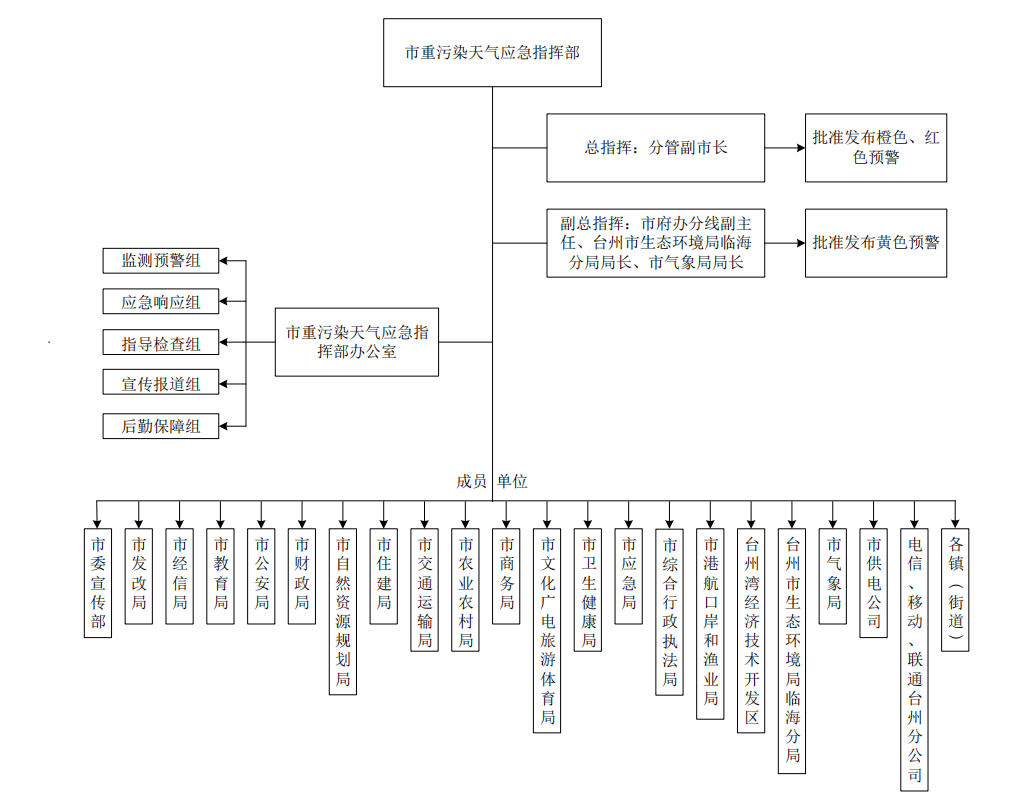 市重污染天气应急指挥部
总指挥：分管副市长
批准发布橙色、红
色预警
副总指挥：市府办分线副主
任、台州市生态环境局临海
分局局长、市气象局局长
批准发布黄色预警
监测预警组
应急响应组
指导检查组
宣传报道组
后勤保障组
市重污染天气应急指
挥部办公室
成员单位
市委宣传部
市发改局
市经信局
市教育局
市公安局
市财政局
市自然资源规划局
市住建局
市交通运输局
市农业农村局
市商务局
市文化广电旅游体育局
市卫生健康局
市应急局
市综合行政执法局
市港航口岸和渔业局
台州湾经济技术开发区
台州市生态环境局临海分局
市气象局
市供电公司
电信、移动、联通台州分公司
各镇（街道）